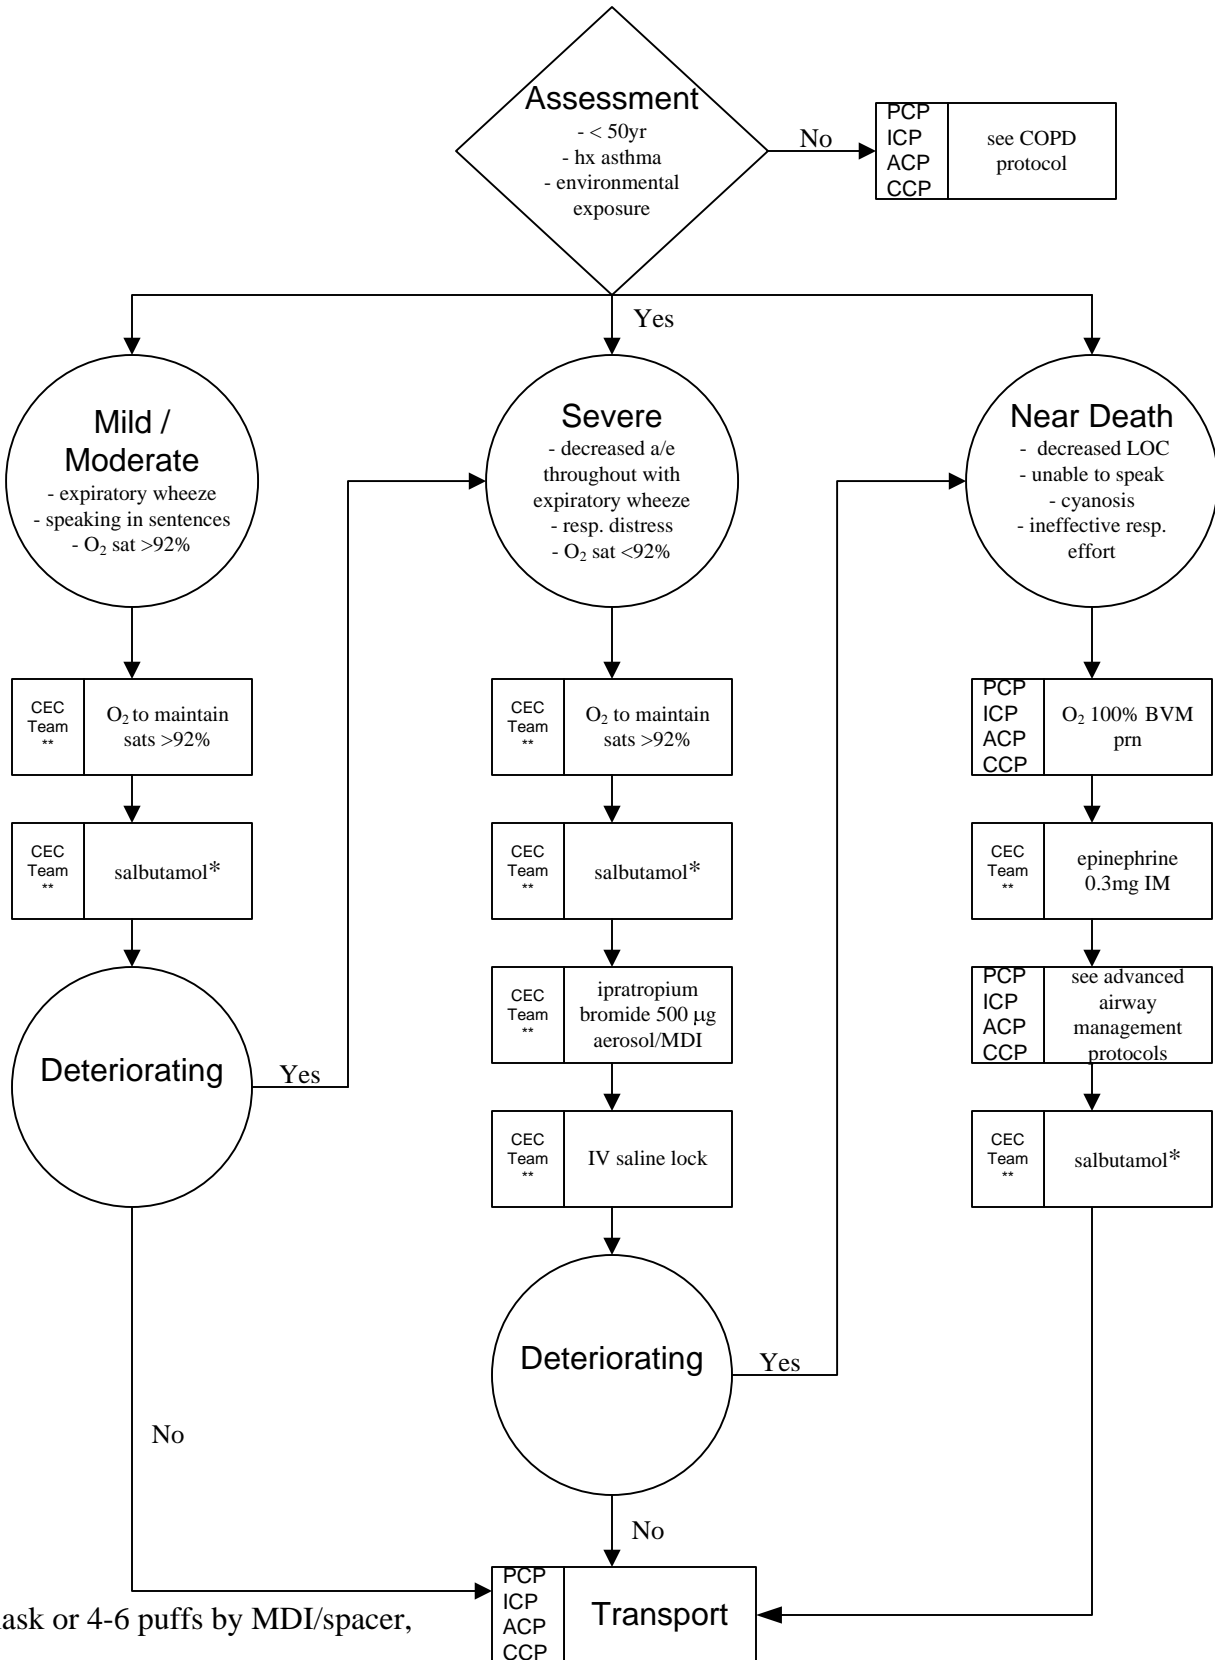 Assessment
- < 50yr
- hx asthma
- environmental
exposure
No
PCP
ICP
ACP
CCP
see COPD
protocol
Yes
Mild /
Moderate
- expiratory wheeze
- speaking in sentences
- O₂ sat >92%
Severe
- decreased a/e
throughout with
expiratory wheeze
- resp. distress
- O₂ sat <92%
Near Death
- decreased LOC
- unable to speak
- cyanosis
- ineffective resp.
effort
CEC
Team
**
O₂ to maintain
sats >92%
CEC
Team
**
O₂ to maintain
sats >92%
PCP
ICP
ACP
CCP
O₂ 100% BVM
prn
CEC
Team
**
salbutamol*
CEC
Team
**
salbutamol*
CEC
Team
**
epinephrine
0.3mg IM
Deteriorating
Yes
CEC
Team
**
ipratropium
bromide 500 µg
aerosol/MDI
PCP
ICP
ACP
CCP
see advanced
airway
management
protocols
CEC
Team
**
IV saline lock
CEC
Team
**
salbutamol*
Deteriorating
Yes
No
No
PCP
ICP
ACP
CCP
Transport
or 4-6 puffs by MDI/spacer,